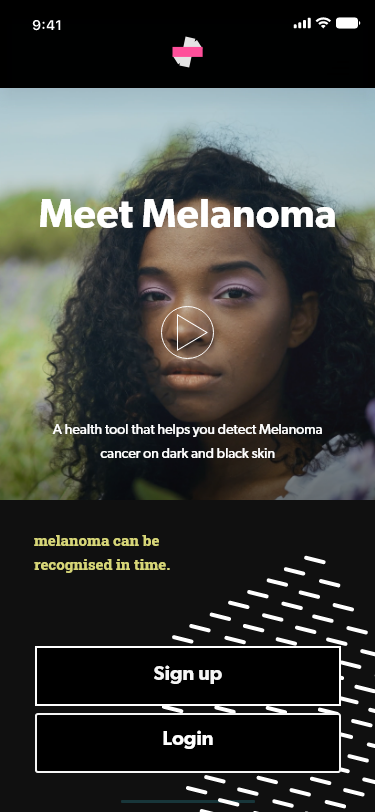 9:41
Meet Melanoma
A health tool that helps you detect Melanoma
cancer on dark and black skin
melanoma can be
recognised in time.
Sign up
Login